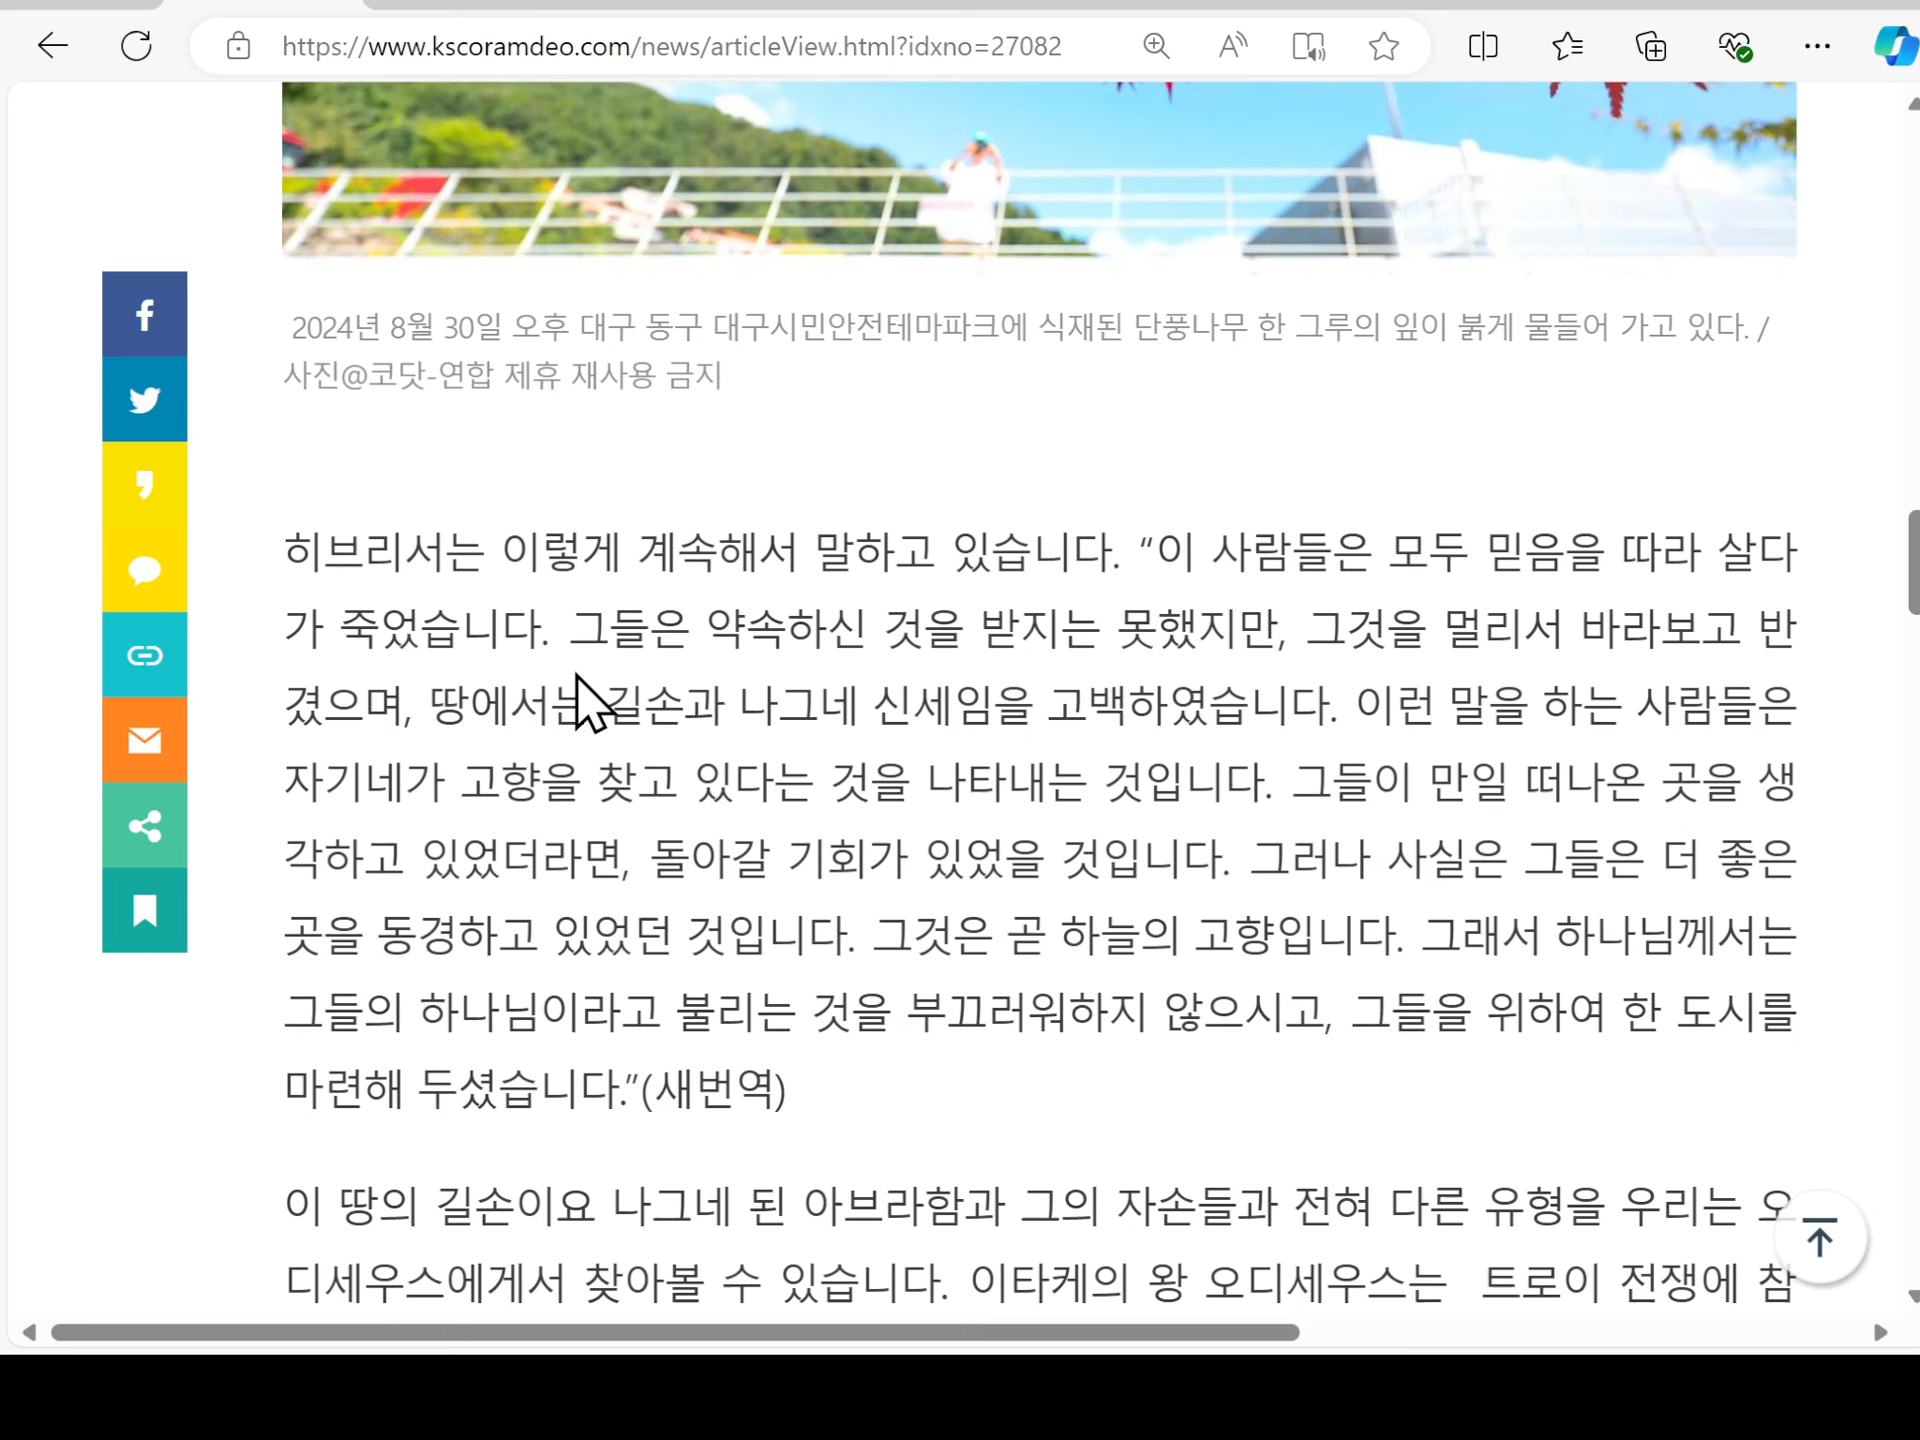 https://www.kscoramdeo.com/news/articleView.html?idxno=27082
2024년 8월 30일 오후 대구 동구 대구시민안전테마파크에 식재된 단풍나무 한 그루의 잎이 붉게 물들어 가고 있다. /
사진@코닷-연합 제휴 재사용 금지
히브리서는 이렇게 계속해서 말하고 있습니다. “이 사람들은 모두 믿음을 따라 살다
가 죽었습니다. 그들은 약속하신 것을 받지는 못했지만, 그것을 멀리서 바라보고 반
겼으며, 땅에서는 길손과 나그네 신세임을 고백하였습니다. 이런 말을 하는 사람들은
자기네가 고향을 찾고 있다는 것을 나타내는 것입니다. 그들이 만일 떠나온 곳을 생
각하고 있었더라면, 돌아갈 기회가 있었을 것입니다. 그러나 사실은 그들은 더 좋은
곳을 동경하고 있었던 것입니다. 그것은 곧 하늘의 고향입니다. 그래서 하나님께서는
그들의 하나님이라고 불리는 것을 부끄러워하지 않으시고, 그들을 위하여 한 도시를
마련해 두셨습니다.”(새번역)
이 땅의 길손이요 나그네 된 아브라함과 그의 자손들과 전혀 다른 유형을 우리는 오
디세우스에게서 찾아볼 수 있습니다. 이타케의 왕 오디세우스는 트로이 전쟁에 참